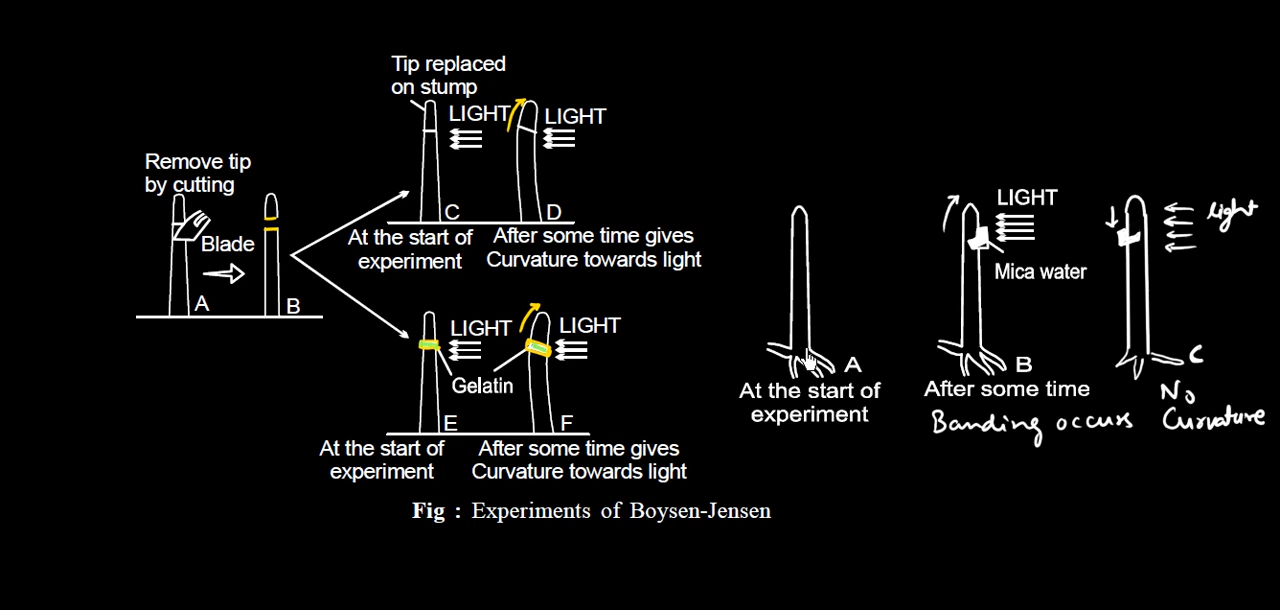 Tip replaced
on stump
LIGHT
LIGHT
Remove tip
by cutting
Blade
A
B
C
D
At the start of
experiment
After some time gives
Curvature towards light
LIGHT
LIGHT
Gelatin
E
F
At the start of
experiment
After some time gives
Curvature towards light
Fig : Experiments of Boysen-Jensen
A
At the start of
experiment
LIGHT
Mica water
B
After some time
Banding occurs
light
C
No
Curvature